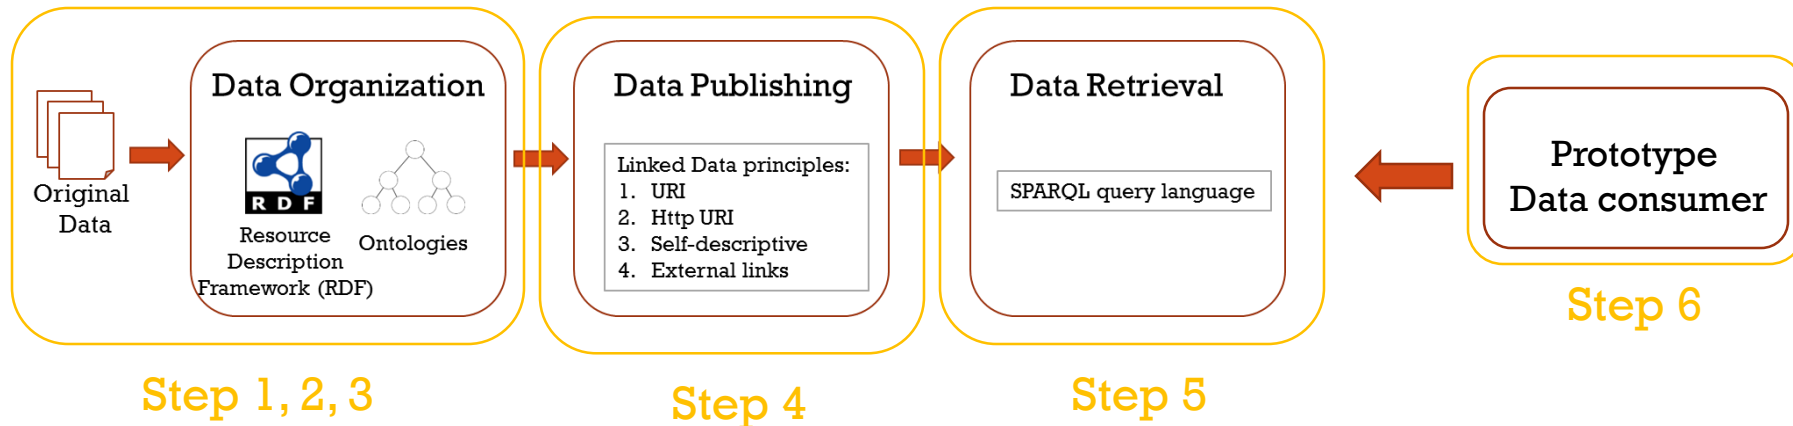 Original
Data
Data Organization
RDF
Resource
Description
Framework (RDF)
Ontologies
Step 1, 2, 3
Data Publishing
Linked Data principles:
1. URI
2. Http URI
3. Self-descriptive
4. External links
Step 4
Data Retrieval
SPARQL query language
Step 5
Prototype
Data consumer
Step 6